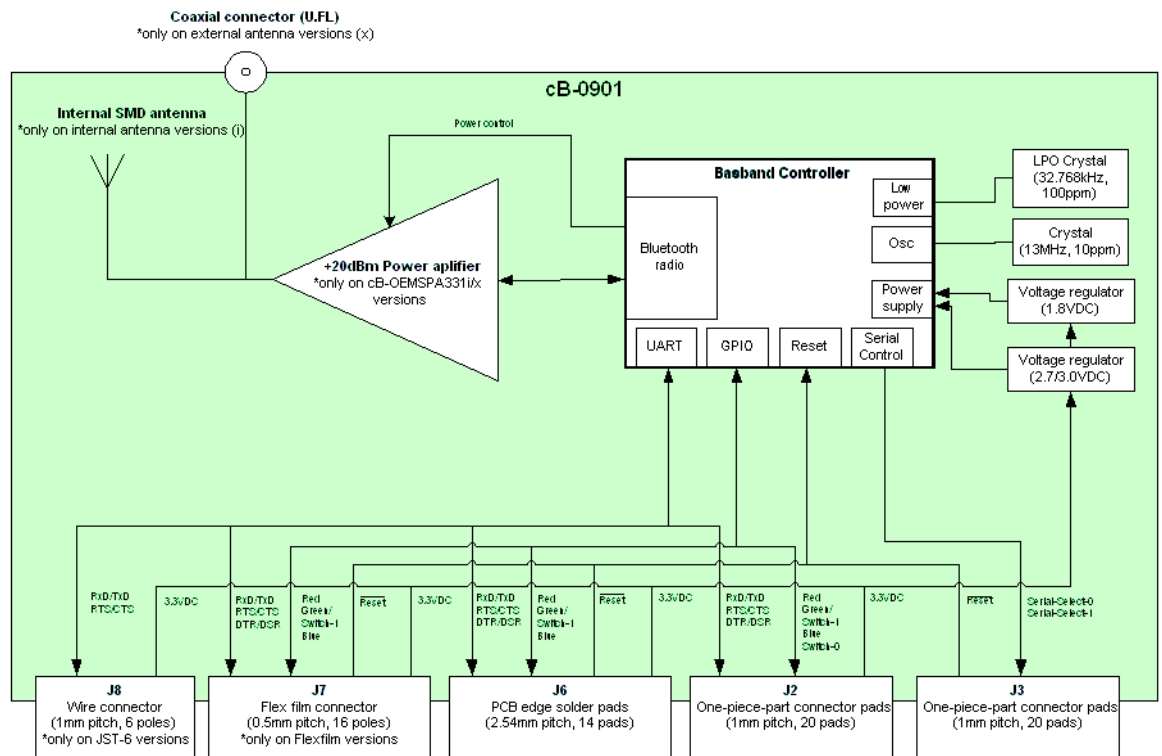 Coaxial connector (U.FL)
*only on external antenna versions (x)
cB-0901
Internal SMD antenna
*only on internal antenna versions (i)
Power control
Basband Controller
Low
power
LPO Crystal
(32.768kHz,
100ppm)
Bluetooth
radio
Osc
Crystal
(13MHz, 10ppm)
+20dBm Power aplifier
*only on cB-OEMSPA331i/x
versions
Power
supply
Voltage regulator
(1.8VDC)
UART
GPIO
Reset
Serial
Control
Voltage regulator
(2.7/3.0VDC)
RxD/TxD
RTS/CTS
3.3VDC
RxD/TxD
RTS/CTS
DTR/DSR
Red
Green/
Switch-1
Blue
Reset
3.3VDC
RxD/TxD
RTS/CTS
DTR/DSR
Red
Green/
Switch-1
Blue
Reset
3.3VDC
RxD/TxD
RTS/CTS
DTR/DSR
Red
Green/
Switch-1
Blue
Switch-0
3.3VDC
Reset
Serial-Select-0
Serial-Select-1
J8
Wire connector
(1mm pitch, 6 poles)
*only on JST-6 versions
J7
Flex film connector
(0.5mm pitch, 16 poles)
*only on Flexfilm versions
J6
PCB edge solder pads
(2.54mm pitch, 14 pads)
J2
One-piece-part connector pads
(1mm pitch, 20 pads)
J3
One-piece-part connector pads
(1mm pitch, 20 pads)